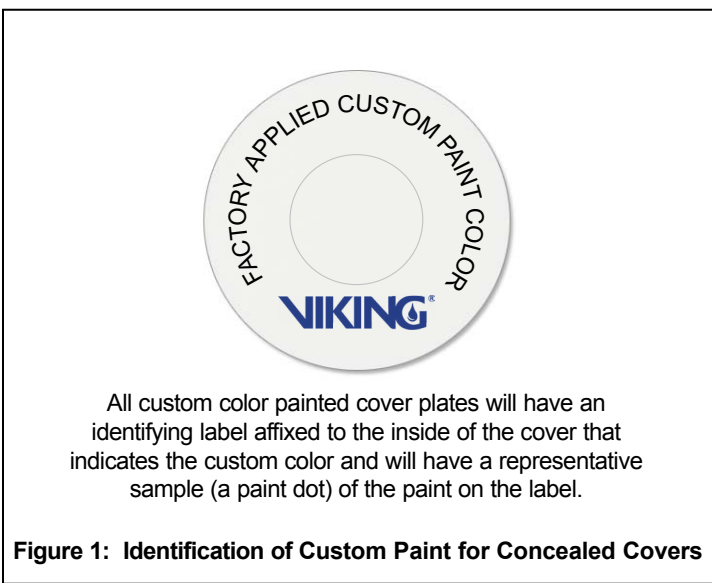 FACTORY APPLIED CUSTOM PAINT COLOR
VIKING®
All custom color painted cover plates will have an
identifying label affixed to the inside of the cover that
indicates the custom color and will have a representative
sample (a paint dot) of the paint on the label.
Figure 1: Identification of Custom Paint for Concealed Covers